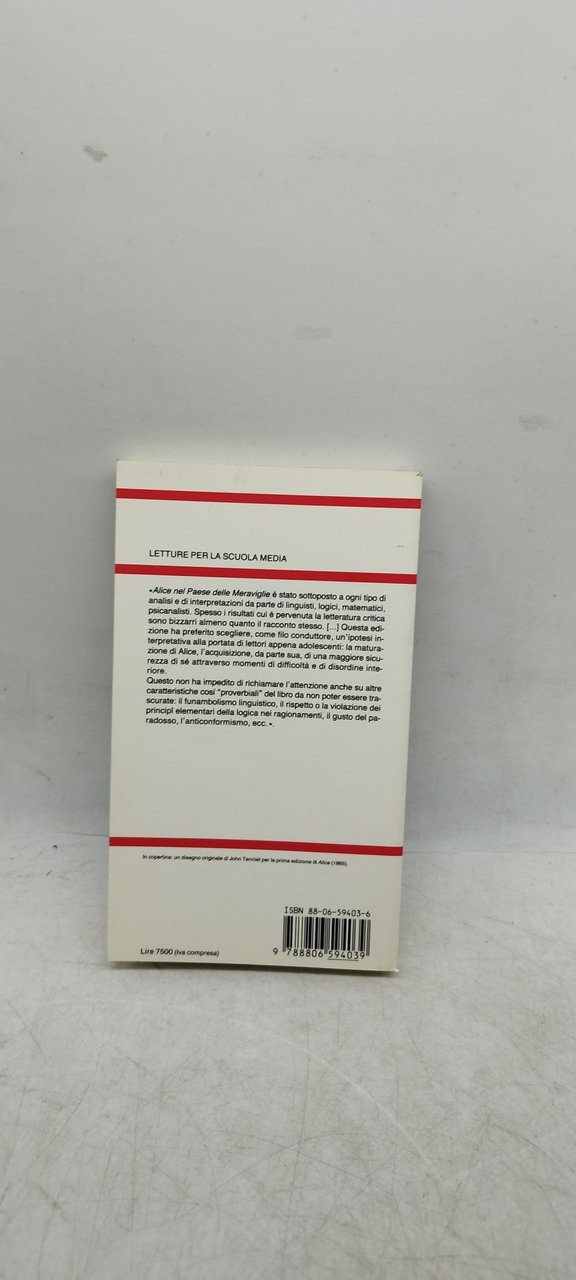 LETTURE PER LA SCUOLA MEDIA
«Alice nel Paese delle Meraviglie è stato sottoposto a ogni tipo di
analisi e di interpretazioni da parte di linguisti, logici, matematici,
psicanalisti. Spesso i risultati cui è pervenuta la letteratura critica
sono bizzarri almeno quanto il racconto stesso. [...] Questa edi-
zione ha preferito scegliere, come filo conduttore, un'ipotesi in-
terpretativa alla portata di lettori appena adolescenti: la matura-
zione di Alice, l'acquisizione, da parte sua, di una maggiore sicu-
rezza di sé attraverso momenti di difficoltà e di disordine inte-
riore.
Questo non ha impedito di richiamare l'attenzione anche su altre
caratteristiche cosí "proverbiali" del libro da non poter essere tra-
scurate: il funambolismo linguistico, il rispetto o la violazione dei
principî elementari della logica nei ragionamenti, il gusto del pa-
radosso, l'anticonformismo, ecc.».
In copertina: un disegno originale di John Tenniel per la prima edizione di Alice (1865).
ISBN 88-06-59403-6
9 788806 594039
Lire 7500 (Iva compresa)